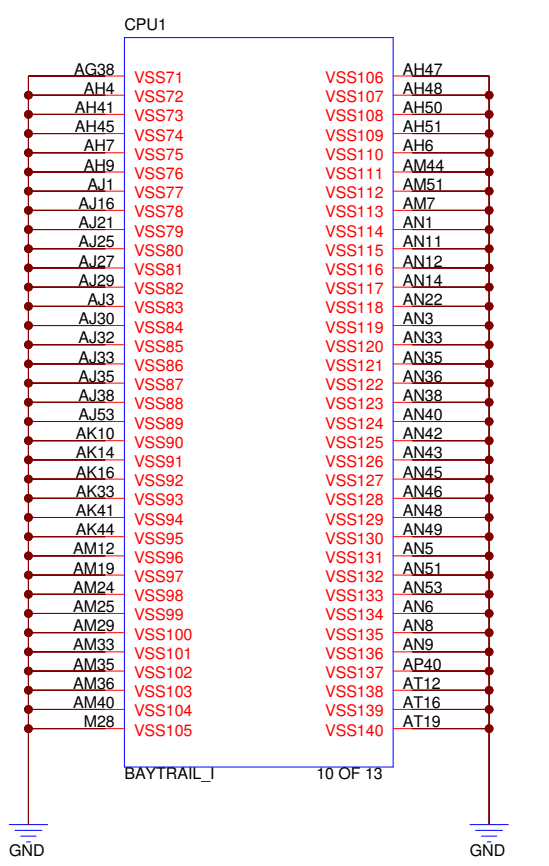 CPU1
AG38 VSS71 VSS106 AH47
AH4 VSS72 VSS107 AH48
AH41 VSS73 VSS108 AH50
AH45 VSS74 VSS109 AH51
AH7 VSS75 VSS110 AH6
AH9 VSS76 VSS111 AM44
AJ1 VSS77 VSS112 AM51
AJ16 VSS78 VSS113 AM7
AJ21 VSS79 VSS114 AN1
AJ25 VSS80 VSS115 AN11
AJ27 VSS81 VSS116 AN12
AJ29 VSS82 VSS117 AN14
AJ3 VSS83 VSS118 AN22
AJ30 VSS84 VSS119 AN3
AJ32 VSS85 VSS120 AN33
AJ33 VSS86 VSS121 AN35
AJ35 VSS87 VSS122 AN36
AJ38 VSS88 VSS123 AN38
AJ53 VSS89 VSS124 AN40
AK10 VSS90 VSS125 AN42
AK14 VSS91 VSS126 AN43
AK16 VSS92 VSS127 AN45
AK33 VSS93 VSS128 AN46
AK41 VSS94 VSS129 AN48
AK44 VSS95 VSS130 AN49
AM12 VSS96 VSS131 AN5
AM19 VSS97 VSS132 AN51
AM24 VSS98 VSS133 AN53
AM25 VSS99 VSS134 AN6
AM29 VSS100 VSS135 AN8
AM33 VSS101 VSS136 AN9
AM35 VSS102 VSS137 AP40
AM36 VSS103 VSS138 AT12
AM40 VSS104 VSS139 AT16
M28 VSS105 VSS140 AT19
BAYTRAIL_I 10 OF 13
GND GND